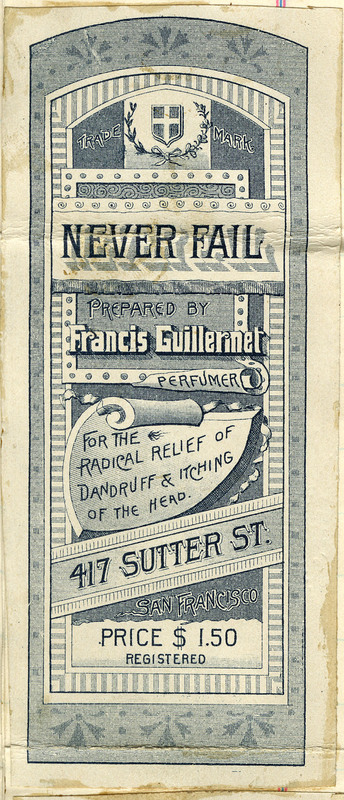 TRADE MARK
NEVER FAIL
PREPARED BY
Francis Guillermet
PERFUMER
FOR THE
RADICAL RELIEF OF
DANDRUFF & ITCHING
OF THE HEAD.
417 SUTTER ST.
SAN FRANCISCO
PRICE $ 1.50
REGISTERED